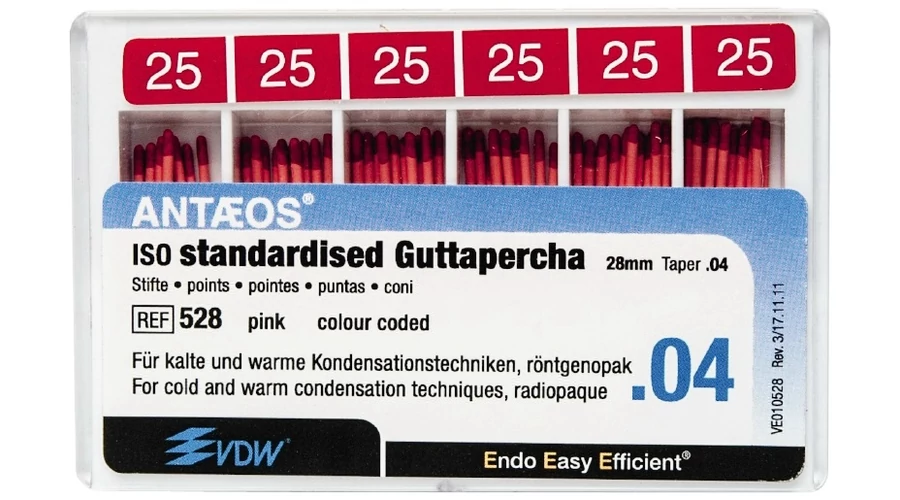 25 25 25 25 25 25
ANTÆOS®
ISO standardised Guttapercha 28mm Taper .04
Stifte • points • pointes • puntas • coni
REF 528 pink colour coded
Für kalte und warme Kondensationstechniken, röntgenopak
For cold and warm condensation techniques, radiopaque
.04
VE010528 Rev. 3/17.11.11
VDW®
Endo Easy Efficient®